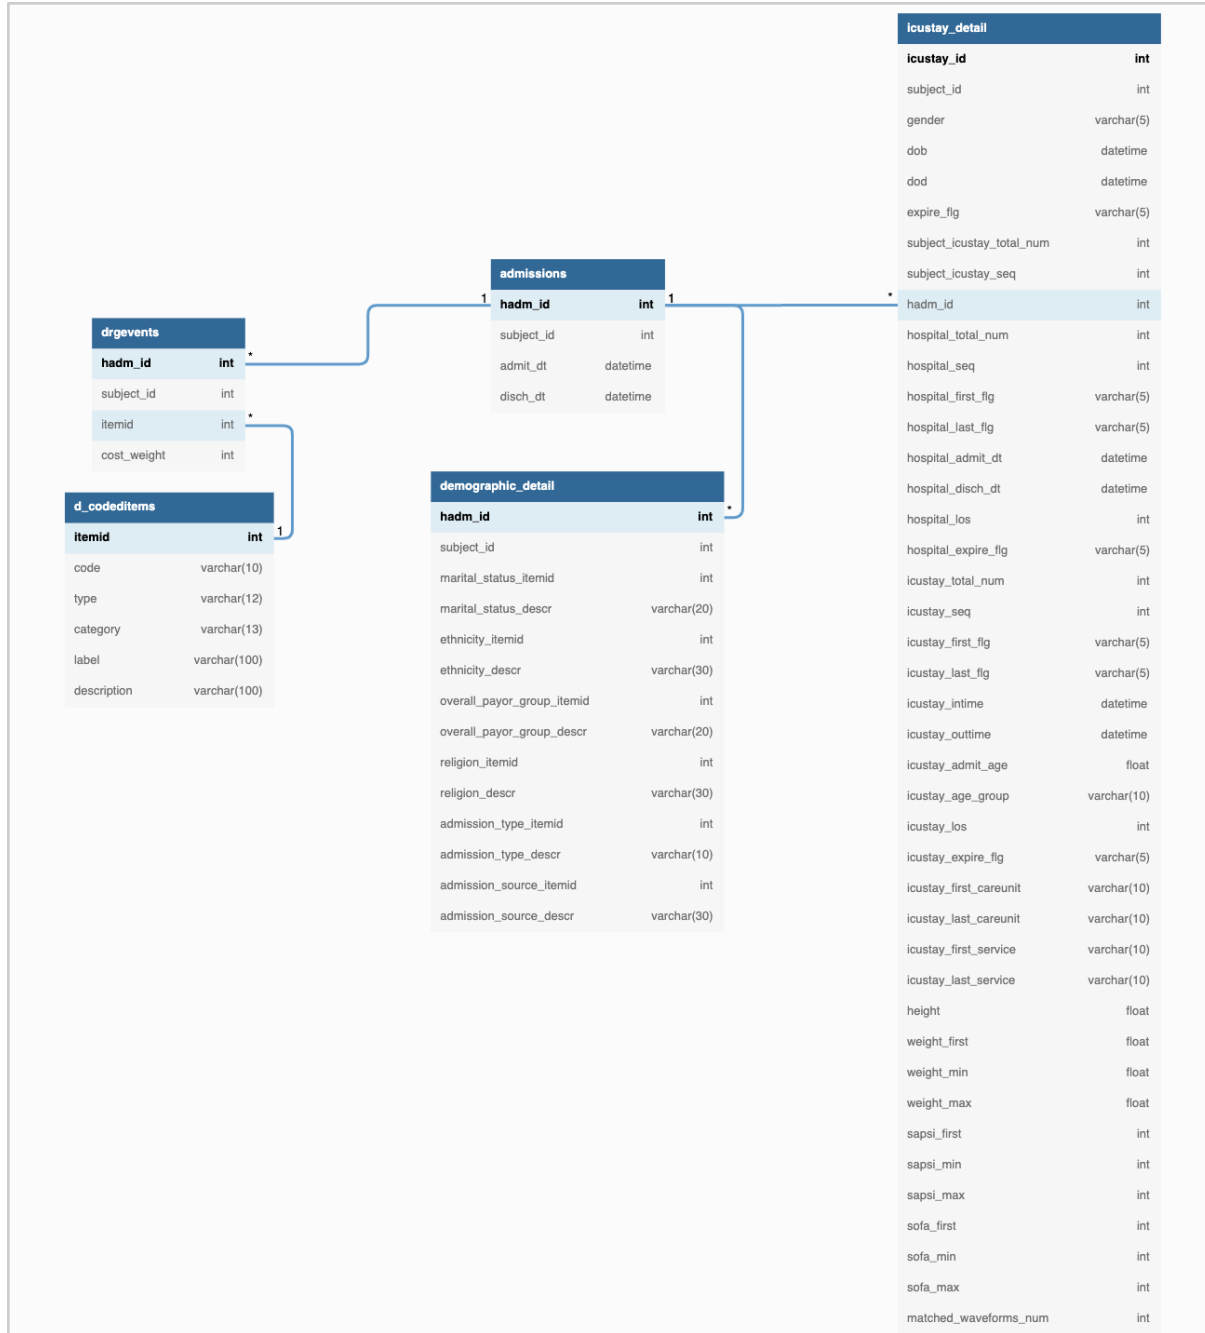 icustay_detail
icustay_id int
subject_id int
gender varchar(5)
dob datetime
dod datetime
expire_flg varchar(5)
subject_icustay_total_num int
subject_icustay_seq int
* hadm_id int
hospital_total_num int
hospital_seq int
hospital_first_flg varchar(5)
hospital_last_flg varchar(5)
hospital_admit_dt datetime
hospital_disch_dt datetime
hospital_los int
hospital_expire_flg varchar(5)
icustay_total_num int
icustay_seq int
icustay_first_flg varchar(5)
icustay_last_flg varchar(5)
icustay_intime datetime
icustay_outtime datetime
icustay_admit_age float
icustay_age_group varchar(10)
icustay_los int
icustay_expire_flg varchar(5)
icustay_first_careunit varchar(10)
icustay_last_careunit varchar(10)
icustay_first_service varchar(10)
icustay_last_service varchar(10)
height float
weight_first float
weight_min float
weight_max float
sapsi_first int
sapsi_min int
sapsi_max int
sofa_first int
sofa_min int
sofa_max int
matched_waveforms_num int
admissions
1 hadm_id int 1
subject_id int
admit_dt datetime
disch_dt datetime
drgevents
hadm_id int *
subject_id int
itemid int *
cost_weight int
d_codeditems
itemid int 1
code varchar(10)
type varchar(12)
category varchar(13)
label varchar(100)
description varchar(100)
demographic_detail
hadm_id int *
subject_id int
marital_status_itemid int
marital_status_descr varchar(20)
ethnicity_itemid int
ethnicity_descr varchar(30)
overall_payor_group_itemid int
overall_payor_group_descr varchar(20)
religion_itemid int
religion_descr varchar(30)
admission_type_itemid int
admission_type_descr varchar(10)
admission_source_itemid int
admission_source_descr varchar(30)